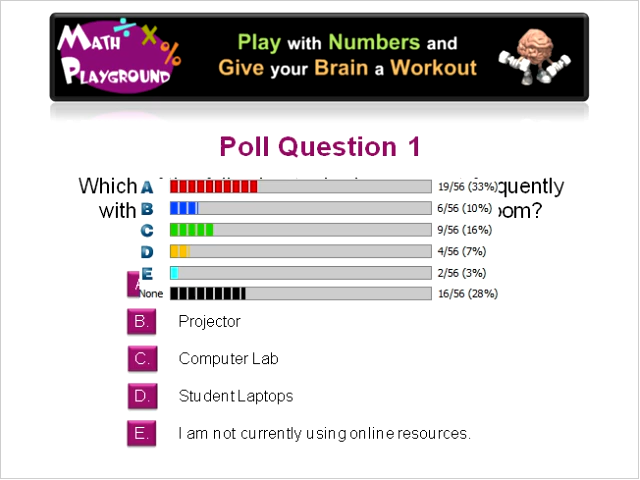 MATH PLAYGROUND
Play with Numbers and
Give your Brain a Workout
Poll Question 1
Which
with
A 19/56 (33%)
B 6/56 (10%)
C 9/56 (16%)
D 4/56 (7%)
E 2/56 (3%)
None 16/56 (28%)
B. Projector
C. Computer Lab
D. Student Laptops
E. I am not currently using online resources.